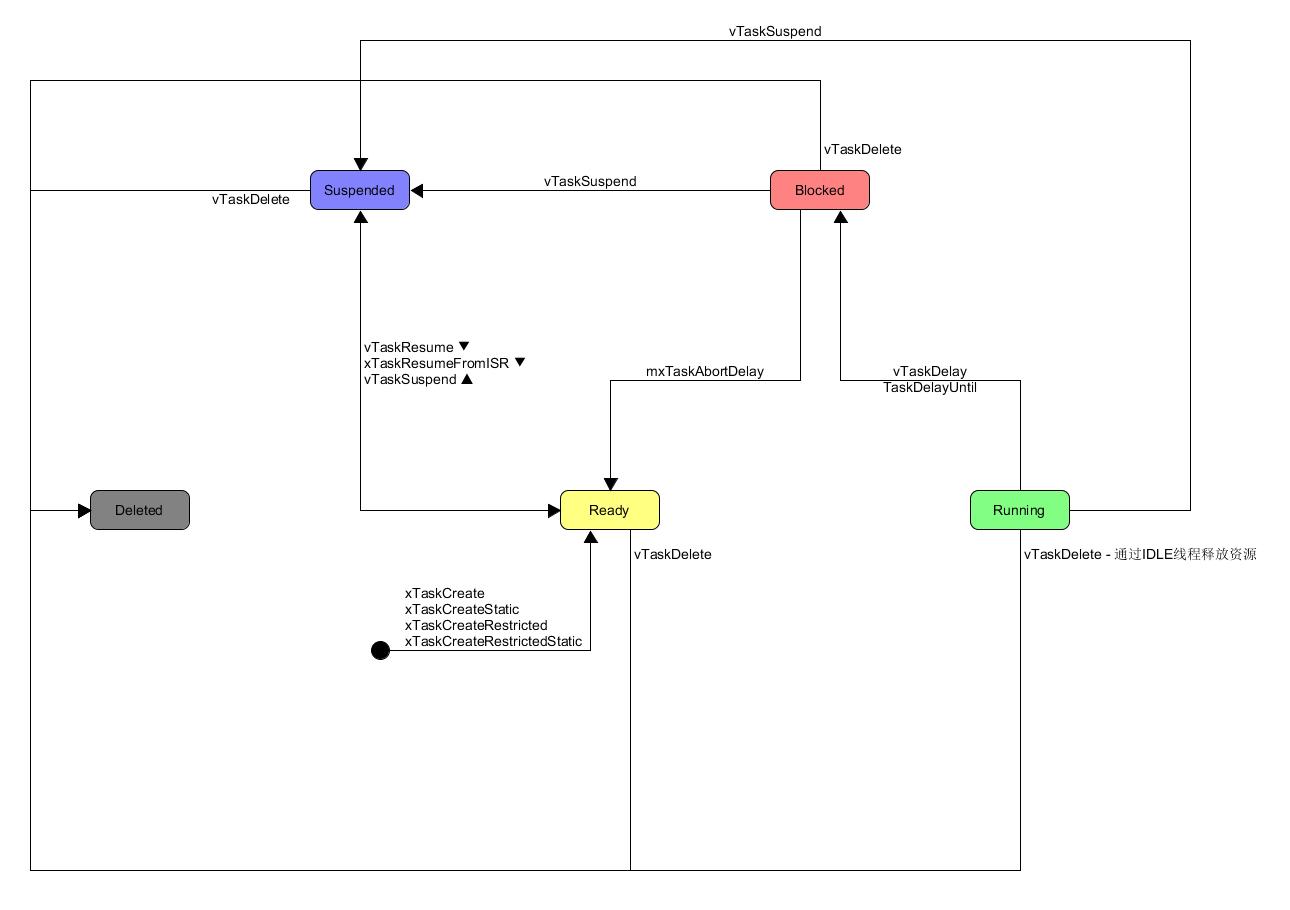 vTaskSuspend
vTaskDelete
Suspended
vTaskSuspend
Blocked
vTaskDelete
vTaskResume ▼
xTaskResumeFromISR ▼
vTaskSuspend ▲
mxTaskAbortDelay
vTaskDelay
TaskDelayUntil
Deleted
Ready
Running
vTaskDelete
vTaskDelete - 通过IDLE线程释放资源
xTaskCreate
xTaskCreateStatic
xTaskCreateRestricted
xTaskCreateRestrictedStatic